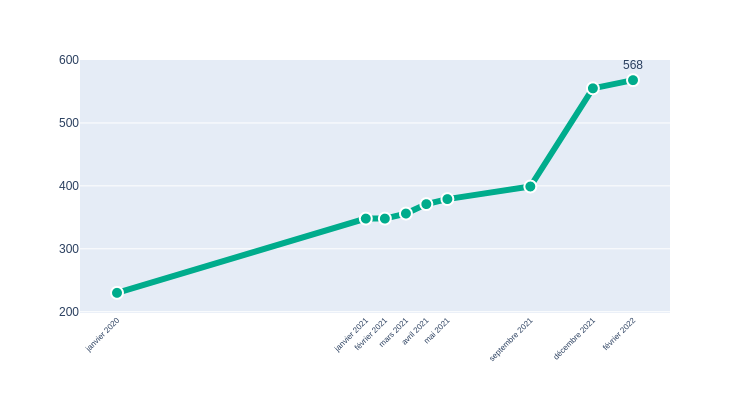 600
568
500
400
300
200
janvier 2020
janvier 2021
février 2021
mars 2021
avril 2021
mai 2021
septembre 2021
décembre 2021
février 2022